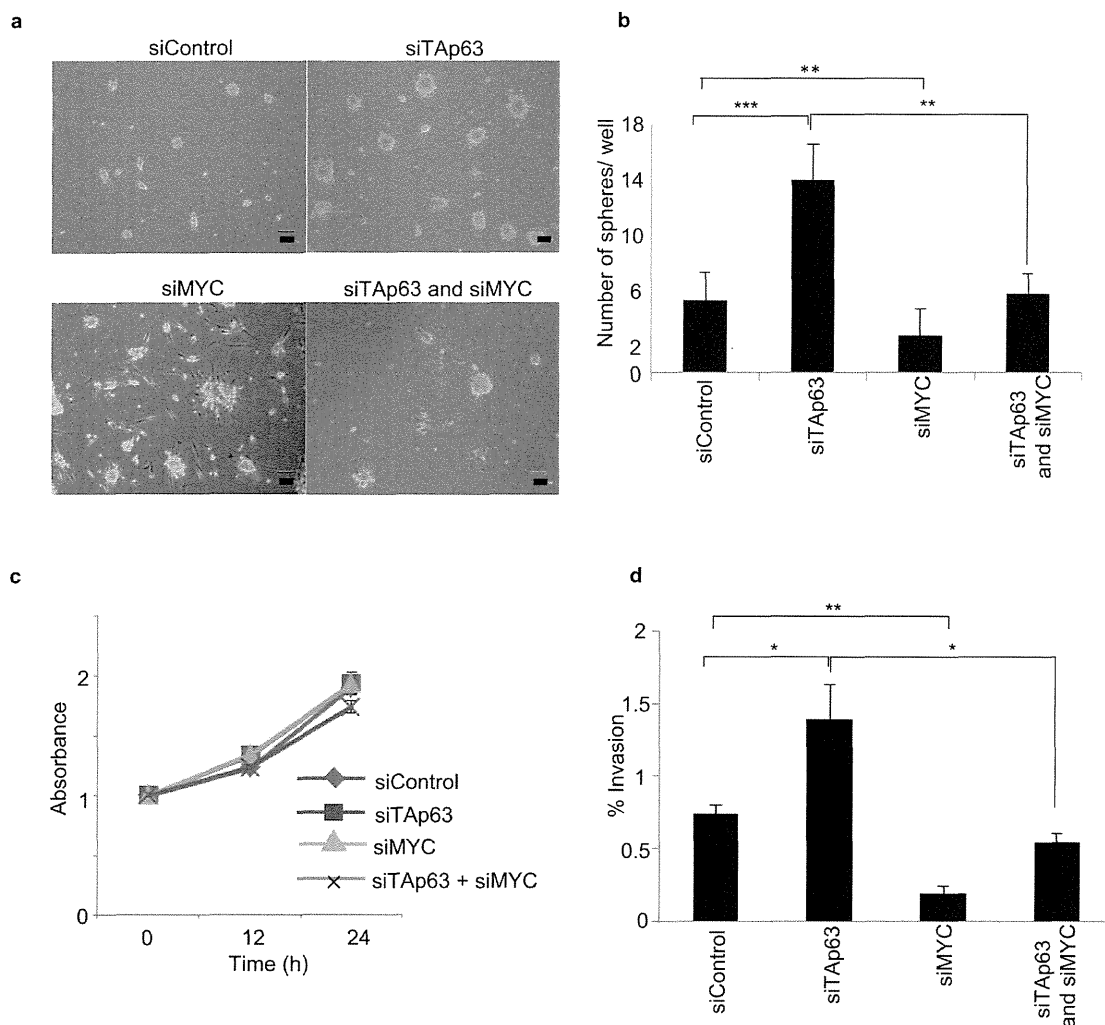 a
siControl
siTAp63
siMYC
siTAp63 and siMYC
b
**
***
**
Number of spheres/ well
18
14
10
6
2
0
siControl
siTAp63
siMYC
siTAp63
and siMYC
c
Absorbance
2
1
0
0
12
24
Time (h)
siControl
siTAp63
siMYC
siTAp63 + siMYC
d
**
*
*
% Invasion
2
1.5
1
0.5
0
siControl
siTAp63
siMYC
siTAp63
and siMYC